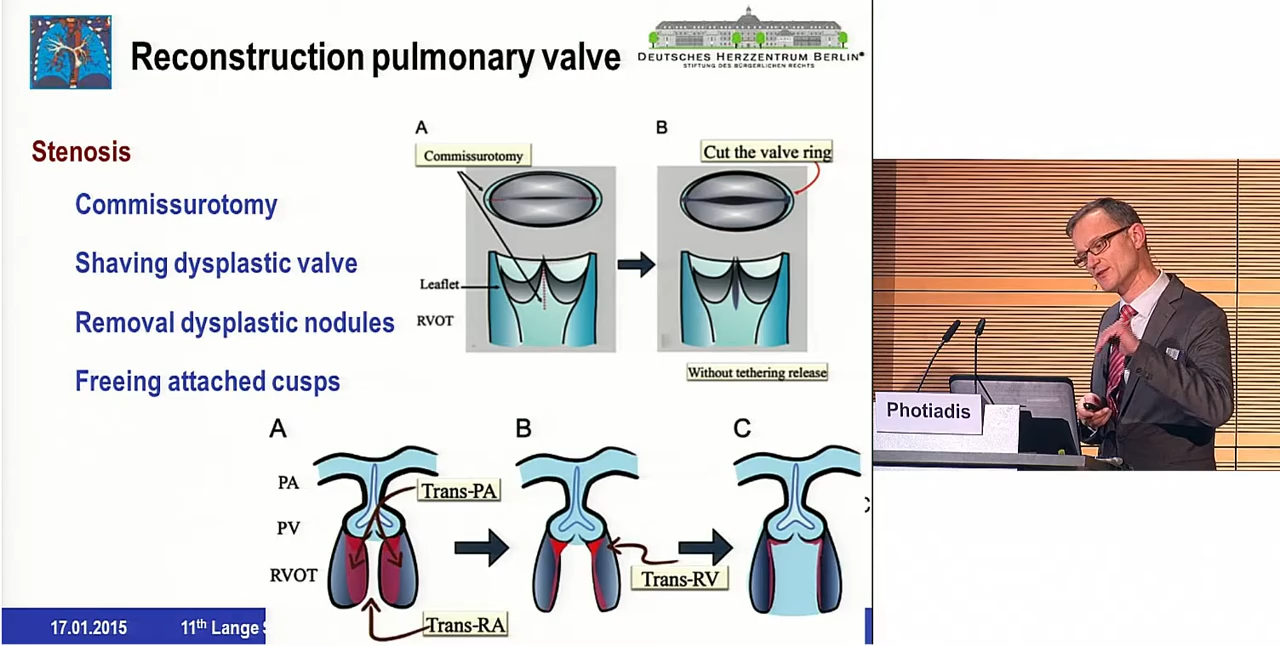 Reconstruction pulmonary valve
DEUTSCHES HERZZENTRUM BERLIN
STIFTUNG DES BÜRGERLICHEN RECHTS
Stenosis
Commissurotomy
Shaving dysplastic valve
Removal dysplastic nodules
Freeing attached cusps
A
Commissurotomy
Leaflet
RVOT
B
Cut the valve ring
Without tethering release
A
B
C
PA
PV
RVOT
Trans-PA
Trans-RA
Trans-RV
17.01.2015
11th Lange S
Photiadis